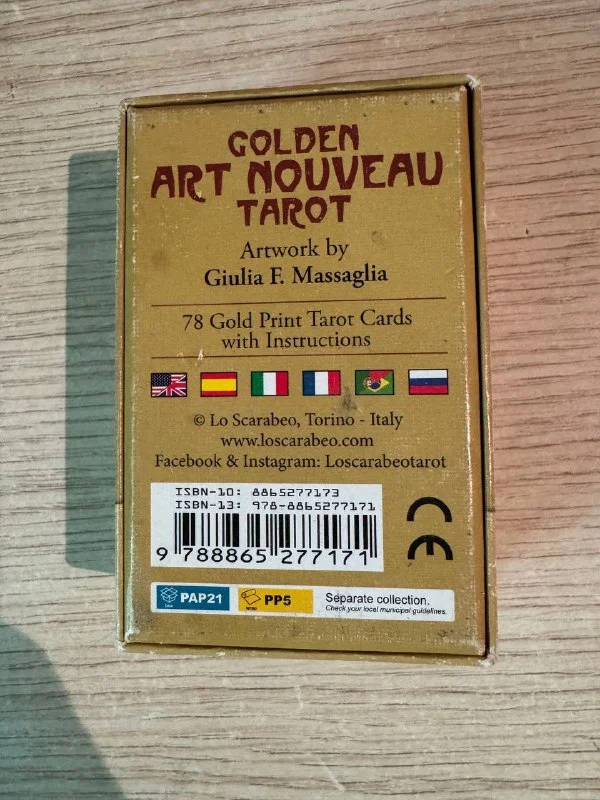 GOLDEN
ART NOUVEAU
TAROT
Artwork by
Giulia F. Massaglia
78 Gold Print Tarot Cards
with Instructions
© Lo Scarabeo, Torino - Italy
www.loscarabeo.com
Facebook & Instagram: Loscarabeotarot
ISBN-10: 8865277173
ISBN-13: 978-8865277171
9 788865 277171
CE
PAP21 PP5 Separate collection.
Check your local municipal guidelines.